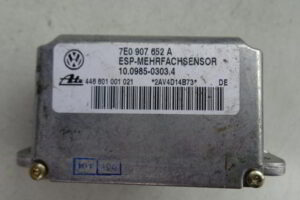 7E0 907 652 A
ESP-MEHRFACHSENSOR
10.0985-0303.4
Ate 446 801 001 021 *2AV4D14B73* DE